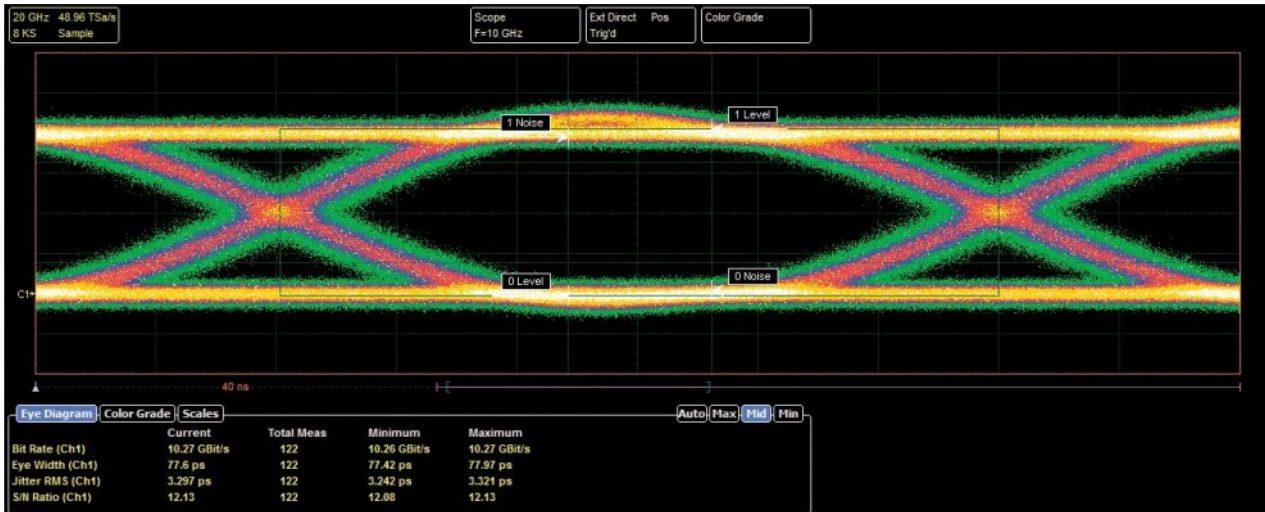 20 GHz 48.96 TSa/s
8 KS Sample
Scope
F=10 GHz
Ext Direct Pos
Trig'd
Color Grade
1 Noise
1 Level
0 Level
0 Noise
C1
40 ns
Eye Diagram Color Grade Scales Auto Max Mid Min
Current Total Meas Minimum Maximum
Bit Rate (Ch1) 10.27 GBit/s 122 10.26 GBit/s 10.27 GBit/s
Eye Width (Ch1) 77.6 ps 122 77.42 ps 77.97 ps
Jitter RMS (Ch1) 3.297 ps 122 3.242 ps 3.321 ps
S/N Ratio (Ch1) 12.13 122 12.08 12.13